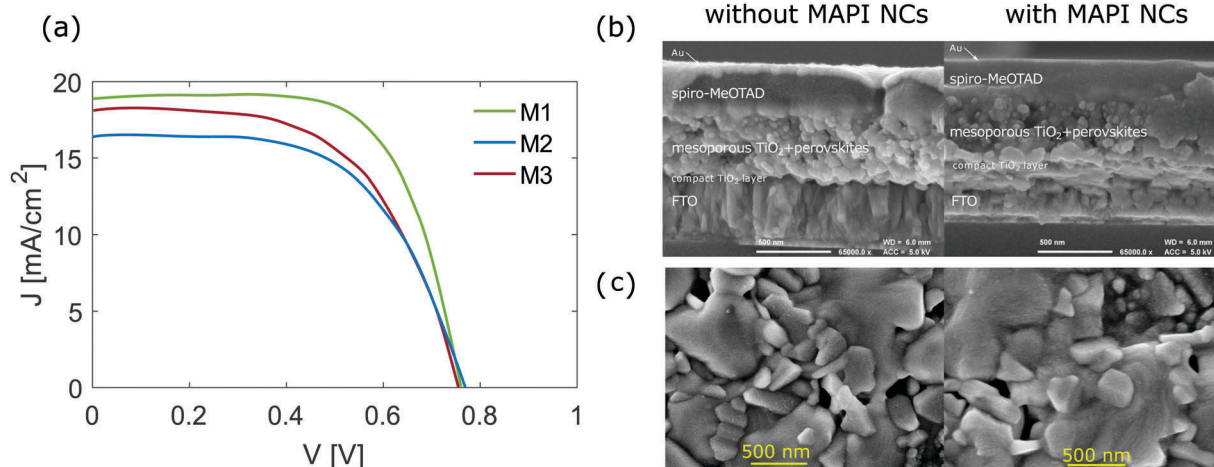 (a)
20
15
10
5
0
J [mA/cm²]
0
0.2
0.4
0.6
0.8
1
V [V]
M1
M2
M3
(b)
without MAPI NCs
with MAPI NCs
Au
spiro-MeOTAD
mesoporous TiO₂+perovskites
compact TiO₂ layer
FTO
500 nm
WD = 6.0 mm
65000.0 x
ACC = 5.0 kV
Au
spiro-MeOTAD
mesoporous TiO₂+perovskites
compact TiO₂ layer
FTO
500 nm
WD = 6.0 mm
65000.0 x
ACC = 5.0 kV
(c)
500 nm
500 nm